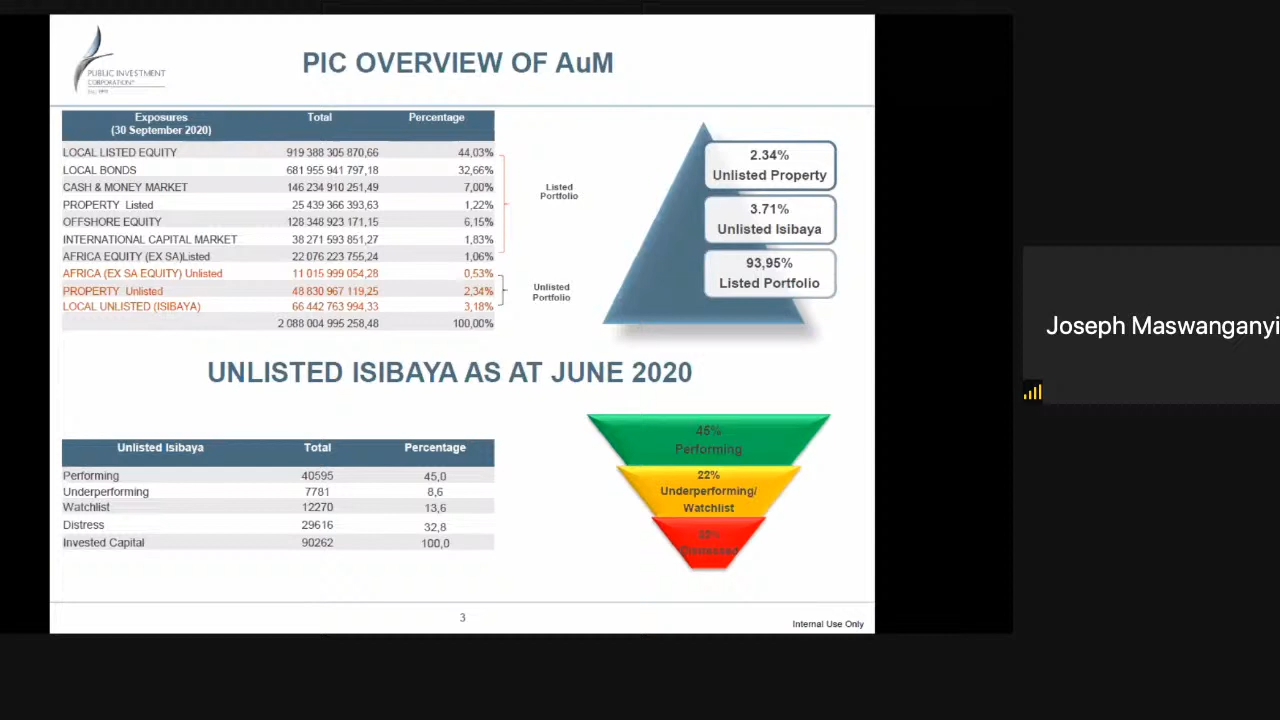 PUBLIC INVESTMENT
CORPORATION®
PIC OVERVIEW OF AuM
Exposures Total Percentage
(30 September 2020)
LOCAL LISTED EQUITY 919 388 305 870,66 44,03%
LOCAL BONDS 681 955 941 797,18 32,66%
CASH & MONEY MARKET 146 234 910 251,49 7,00%
PROPERTY Listed 25 439 366 393,63 1,22%
OFFSHORE EQUITY 128 348 923 171,15 6,15%
INTERNATIONAL CAPITAL MARKET 38 271 593 851,27 1,83%
AFRICA EQUITY (EX SA)Listed 22 076 223 755,24 1,06%
AFRICA (EX SA EQUITY) Unlisted 11 015 999 054,28 0,53%
PROPERTY Unlisted 48 830 967 119,25 2,34%
LOCAL UNLISTED (ISIBAYA) 66 442 763 994,33 3,18%
2 088 004 995 258,48 100,00%
Listed
Portfolio
Unlisted
Portfolio
2.34%
Unlisted Property
3.71%
Unlisted Isibaya
93,95%
Listed Portfolio
Joseph Maswanganyi
UNLISTED ISIBAYA AS AT JUNE 2020
Unlisted Isibaya Total Percentage
Performing 40595 45,0
Underperforming 7781 8,6
Watchlist 12270 13,6
Distress 29616 32,8
Invested Capital 90262 100,0
45%
Performing
22%
Underperforming/
Watchlist
33%
Distressed
3
Internal Use Only